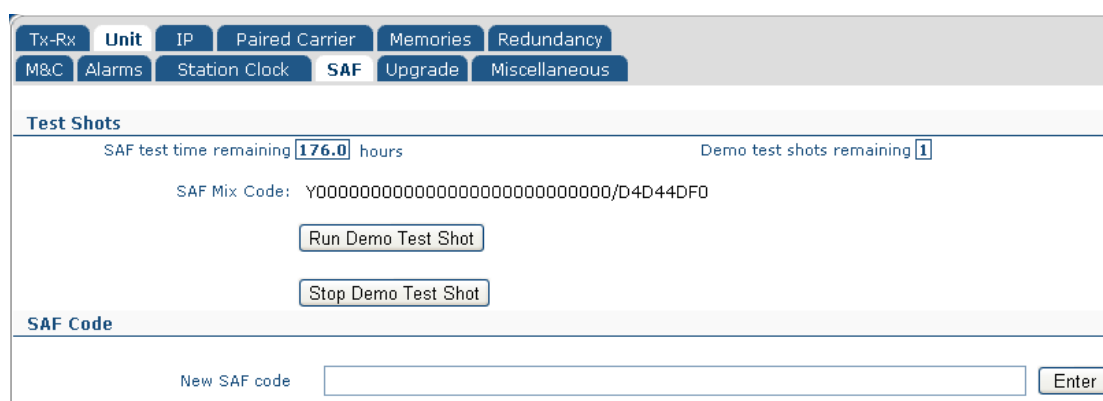 Tx-Rx Unit IP Paired Carrier Memories Redundancy
M&C Alarms Station Clock SAF Upgrade Miscellaneous
Test Shots
SAF test time remaining 176.0 hours Demo test shots remaining 1
SAF Mix Code: Y0000000000000000000000000000/D4D44DF0
Run Demo Test Shot
Stop Demo Test Shot
SAF Code
New SAF code Enter